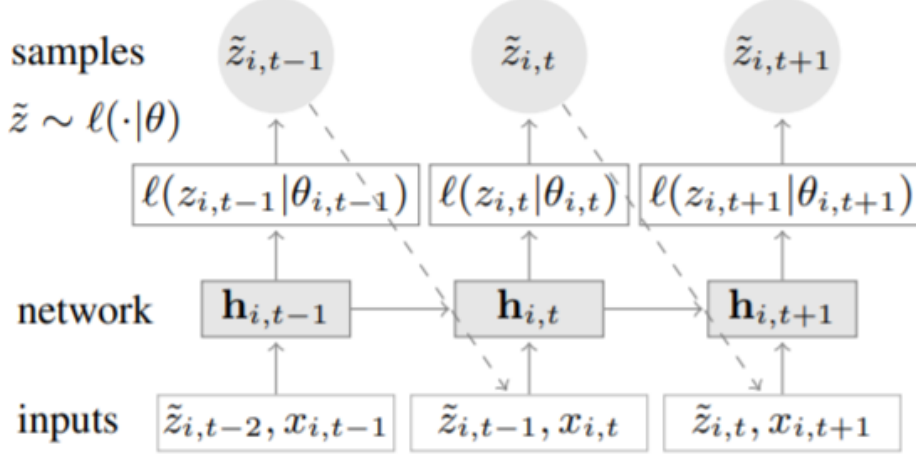 samples z̃_{i,t−1} z̃_{i,t} z̃_{i,t+1}
z̃ ∼ ℓ(·|θ)
ℓ(z_{i,t−1}|θ_{i,t−1}) ℓ(z_{i,t}|θ_{i,t}) ℓ(z_{i,t+1}|θ_{i,t+1})
network h_{i,t−1} h_{i,t} h_{i,t+1}
inputs z̃_{i,t−2}, x_{i,t−1} z̃_{i,t−1}, x_{i,t} z̃_{i,t}, x_{i,t+1}